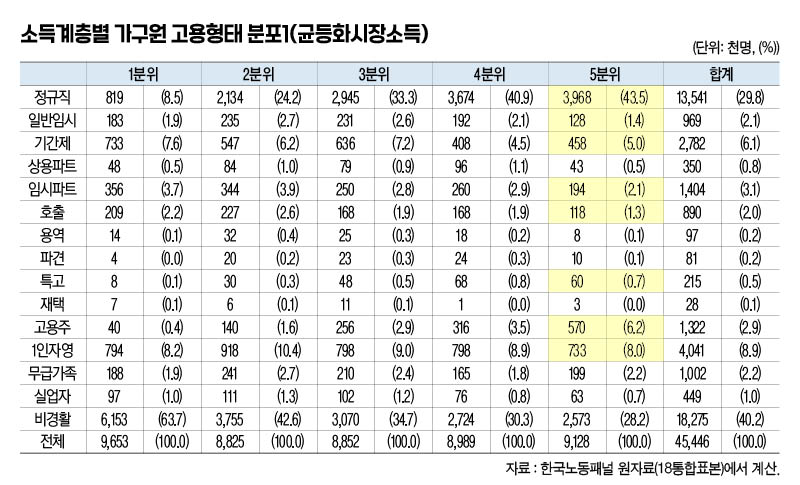 소득계층별 가구원 고용형태 분포1(균등화시장소득)
(단위: 천명, (%))
1분위 2분위 3분위 4분위 5분위 합계
정규직 819 (8.5) 2,134 (24.2) 2,945 (33.3) 3,674 (40.9) 3,968 (43.5) 13,541 (29.8)
일반임시 183 (1.9) 235 (2.7) 231 (2.6) 192 (2.1) 128 (1.4) 969 (2.1)
기간제 733 (7.6) 547 (6.2) 636 (7.2) 408 (4.5) 458 (5.0) 2,782 (6.1)
상용파트 48 (0.5) 84 (1.0) 79 (0.9) 96 (1.1) 43 (0.5) 350 (0.8)
임시파트 356 (3.7) 344 (3.9) 250 (2.8) 260 (2.9) 194 (2.1) 1,404 (3.1)
호출 209 (2.2) 227 (2.6) 168 (1.9) 168 (1.9) 118 (1.3) 890 (2.0)
용역 14 (0.1) 32 (0.4) 25 (0.3) 18 (0.2) 8 (0.1) 97 (0.2)
파견 4 (0.0) 20 (0.2) 23 (0.3) 24 (0.3) 10 (0.1) 81 (0.2)
특고 8 (0.1) 30 (0.3) 48 (0.5) 68 (0.8) 60 (0.7) 215 (0.5)
재택 7 (0.1) 6 (0.1) 11 (0.1) 1 (0.0) 3 (0.0) 28 (0.1)
고용주 40 (0.4) 140 (1.6) 256 (2.9) 316 (3.5) 570 (6.2) 1,322 (2.9)
1인자영 794 (8.2) 918 (10.4) 798 (9.0) 798 (8.9) 733 (8.0) 4,041 (8.9)
무급가족 188 (1.9) 241 (2.7) 210 (2.4) 165 (1.8) 199 (2.2) 1,002 (2.2)
실업자 97 (1.0) 111 (1.3) 102 (1.2) 76 (0.8) 63 (0.7) 449 (1.0)
비경활 6,153 (63.7) 3,755 (42.6) 3,070 (34.7) 2,724 (30.3) 2,573 (28.2) 18,275 (40.2)
전체 9,653 (100.0) 8,825 (100.0) 8,852 (100.0) 8,989 (100.0) 9,128 (100.0) 45,446 (100.0)
자료 : 한국노동패널 원자료(18통합표본)에서 계산.